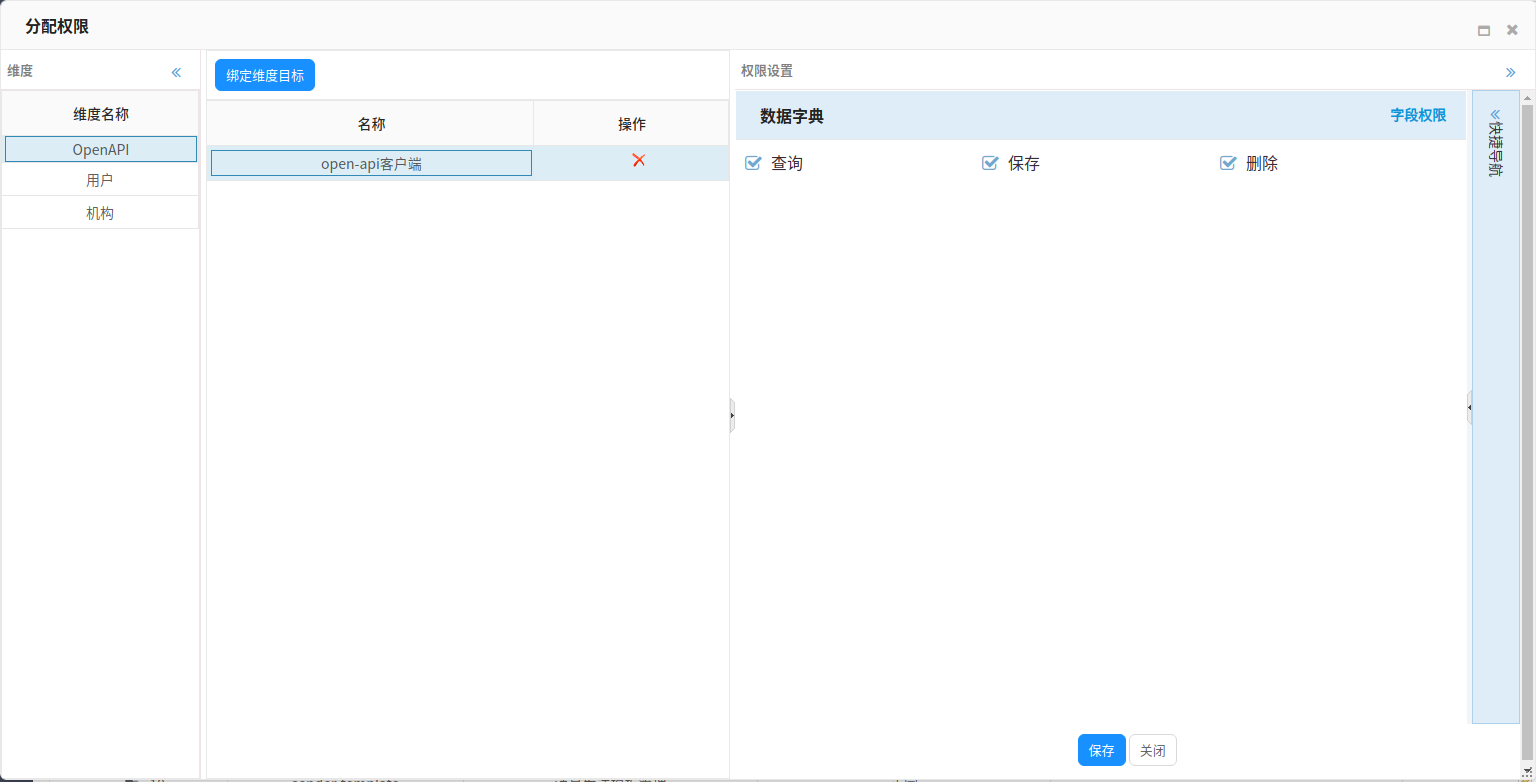 分配权限
维度
绑定维度目标
权限设置
维度名称
OpenAPI
用户
机构
名称
操作
open-api客户端
数据字典
字段权限
查询
保存
删除
快捷导航
保存
关闭